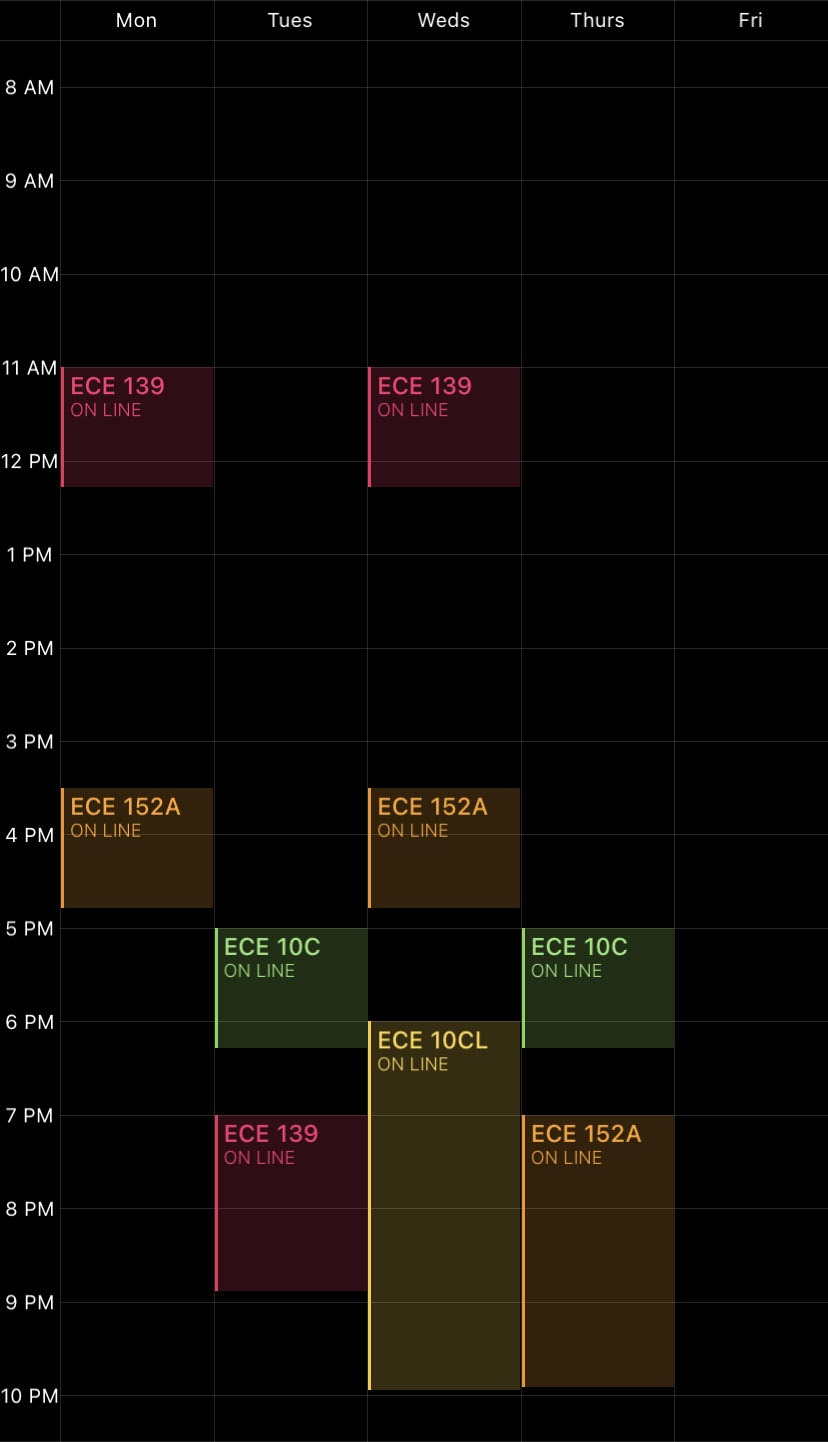 Mon Tues Weds Thurs Fri
8 AM
9 AM
10 AM
11 AM
ECE 139 ECE 139
ON LINE ON LINE
12 PM
1 PM
2 PM
3 PM
ECE 152A ECE 152A
ON LINE ON LINE
4 PM
5 PM
ECE 10C ECE 10C
ON LINE ON LINE
6 PM
ECE 10CL
ON LINE
7 PM
ECE 139 ECE 152A
ON LINE ON LINE
8 PM
9 PM
10 PM